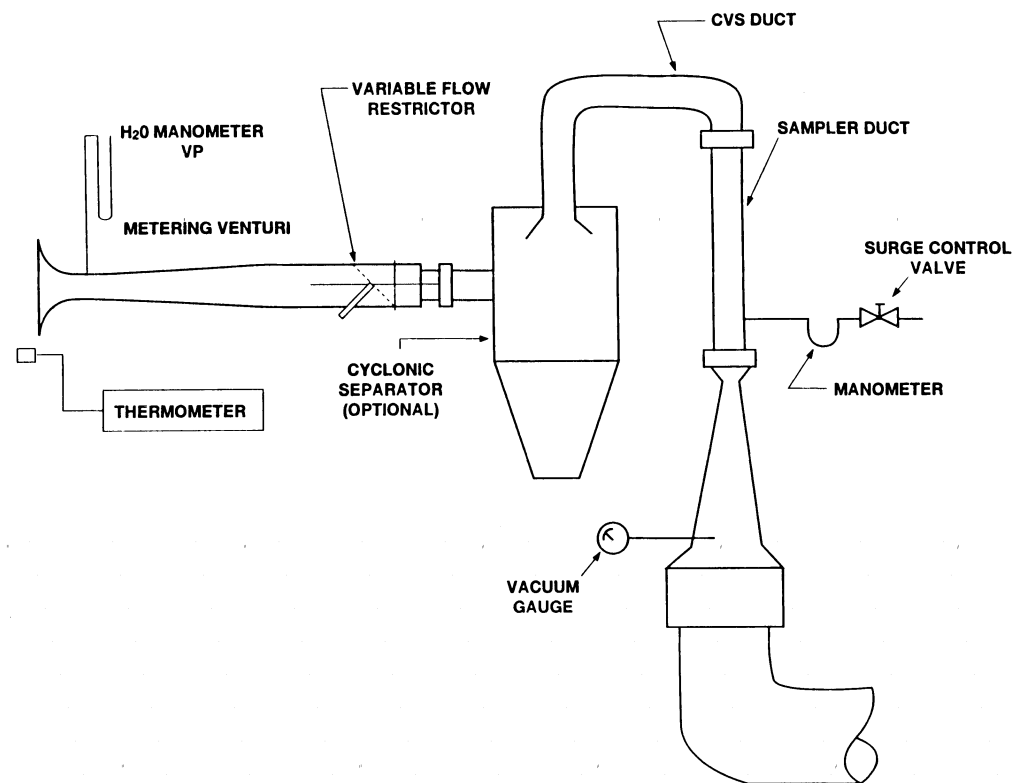 CVS DUCT
VARIABLE FLOW
RESTRICTOR
H20 MANOMETER
VP
SAMPLER DUCT
METERING VENTURI
SURGE CONTROL
VALVE
CYCLONIC
SEPARATOR
(OPTIONAL)
MANOMETER
THERMOMETER
VACUUM
GAUGE